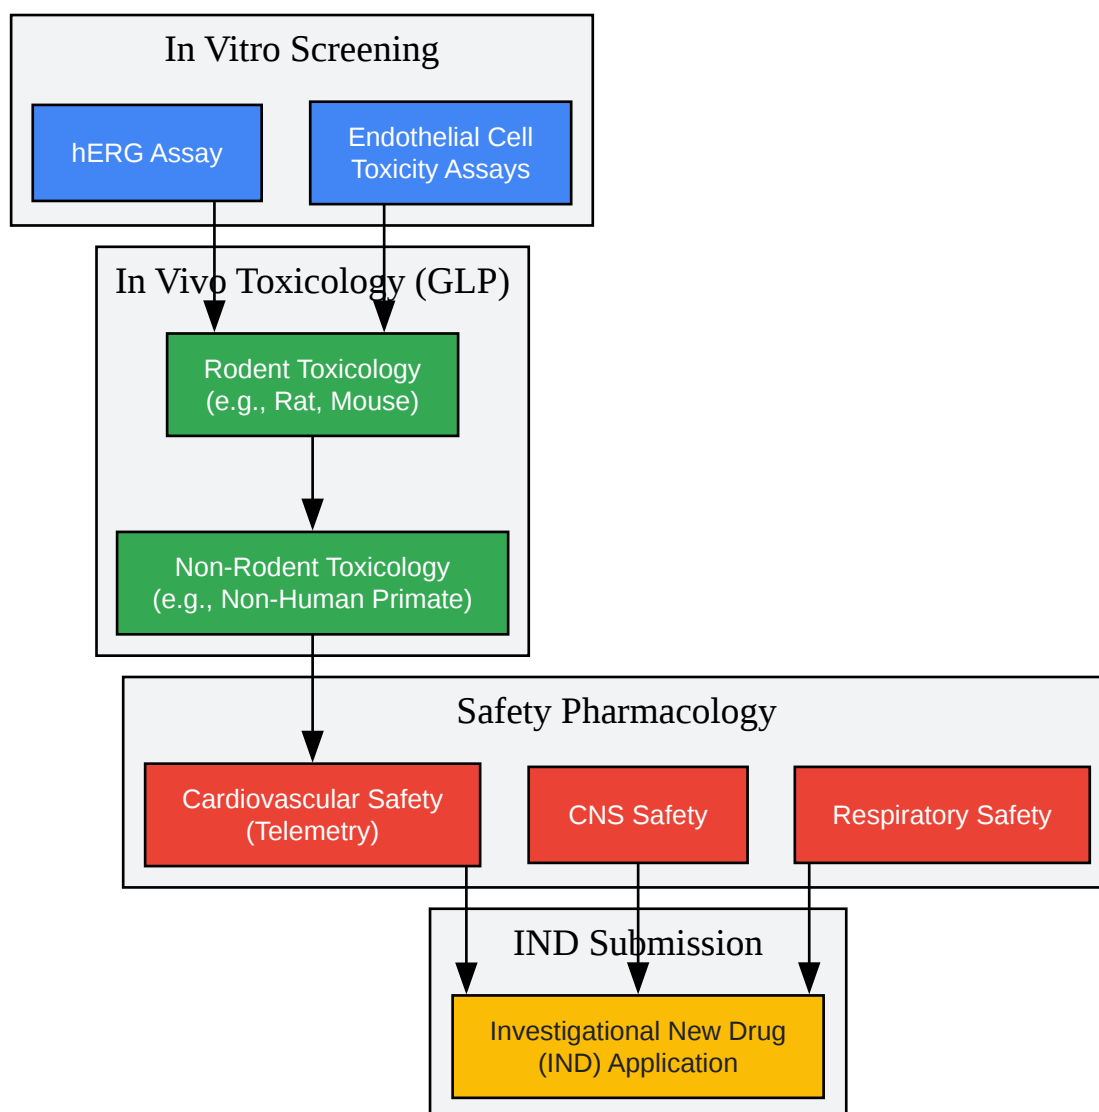 In Vitro Screening
hERG Assay
Endothelial Cell
Toxicity Assays
In Vivo Toxicology (GLP)
Rodent Toxicology
(e.g., Rat, Mouse)
Non-Rodent Toxicology
(e.g., Non-Human Primate)
Safety Pharmacology
Cardiovascular Safety
(Telemetry)
CNS Safety
Respiratory Safety
IND Submission
Investigational New Drug
(IND) Application